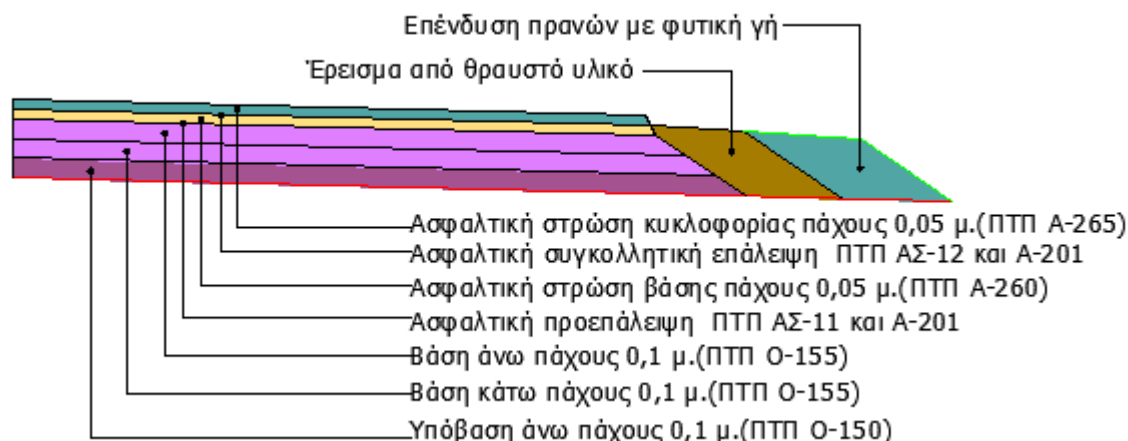 Επένδυση πρανών με φυτική γή
Έρεισμα από θραυστό υλικό
Ασφαλτική στρώση κυκλοφορίας πάχους 0,05 μ.(ΠΤΠ Α-265)
Ασφαλτική συγκολλητική επάλειψη  ΠΤΠ ΑΣ-12 και Α-201
Ασφαλτική στρώση βάσης πάχους 0,05 μ.(ΠΤΠ Α-260)
Ασφαλτική προεπάλειψη  ΠΤΠ ΑΣ-11 και Α-201
Βάση άνω πάχους 0,1 μ.(ΠΤΠ Ο-155)
Βάση κάτω πάχους 0,1 μ.(ΠΤΠ Ο-155)
Υπόβαση άνω πάχους 0,1 μ.(ΠΤΠ Ο-150)